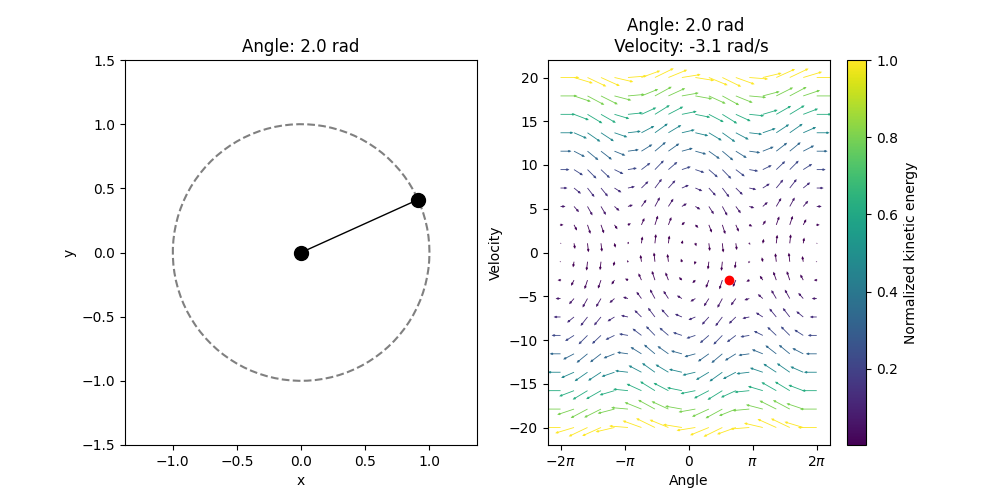 Angle: 2.0 rad
1.5
1.0
0.5
0.0
−0.5
−1.0
−1.5
y
−1.0 −0.5 0.0 0.5 1.0
x
Angle: 2.0 rad
Velocity: -3.1 rad/s
20
15
10
5
0
−5
−10
−15
−20
Velocity
−2π −π 0 π 2π
Angle
1.0
0.8
0.6
0.4
0.2
Normalized kinetic energy